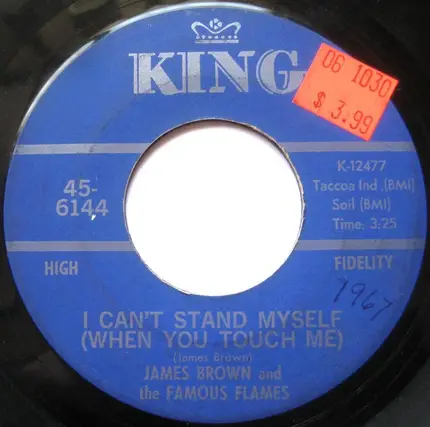 K
KING
06 1030
$ 3.99
45-
6144
K-12477
Taccoa Ind .(BMI)
Soil (BMI)
Time: 3:25
HIGH
FIDELITY
1967
I CAN'T STAND MYSELF
(WHEN YOU TOUCH ME)
(James Brown)
JAMES BROWN and
the FAMOUS FLAMES